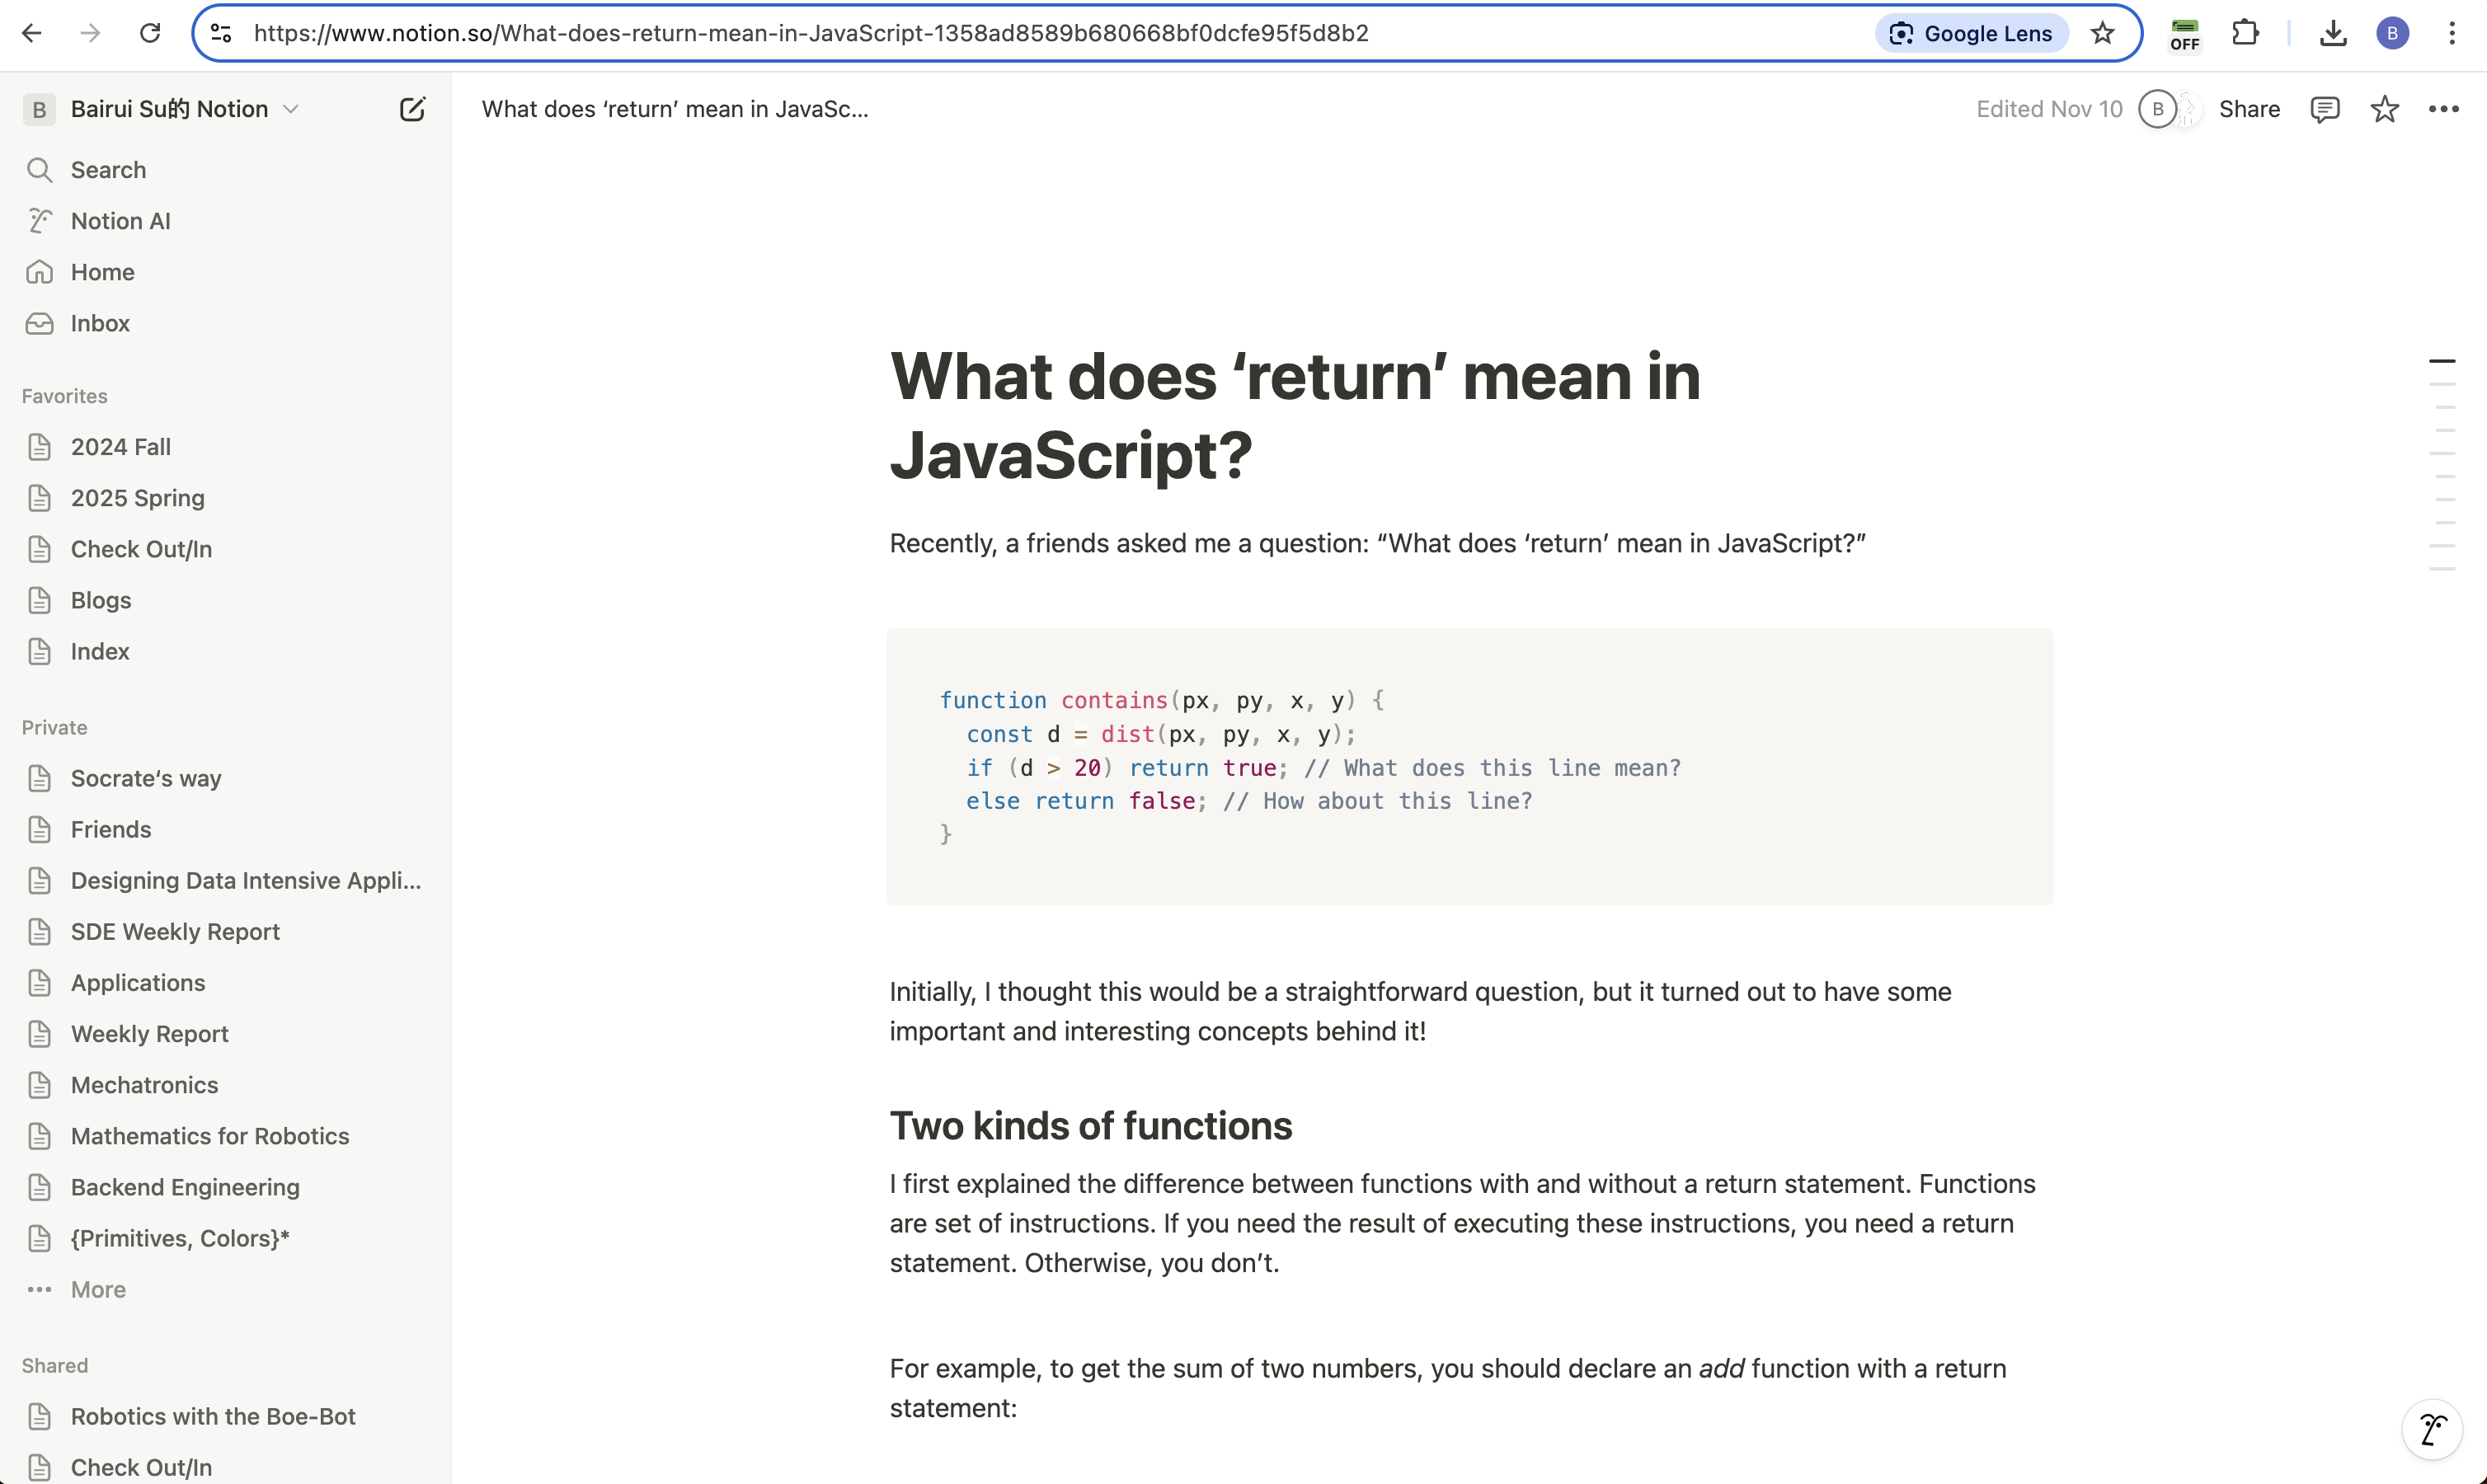 https://www.notion.so/What-does-return-mean-in-JavaScript-1358ad8589b680668bf0dcfe95f5d8b2
Google Lens
OFF
B
B
Bairui Su的 Notion
Search
Notion AI
Home
Inbox
Favorites
2024 Fall
2025 Spring
Check Out/In
Blogs
Index
Private
Socrate‘s way
Friends
Designing Data Intensive Appli...
SDE Weekly Report
Applications
Weekly Report
Mechatronics
Mathematics for Robotics
Backend Engineering
{Primitives, Colors}*
More
Shared
Robotics with the Boe-Bot
Check Out/In
What does ‘return’ mean in JavaSc...
Edited Nov 10
B
Share
What does ‘return’ mean in
JavaScript?
Recently, a friends asked me a question: “What does ‘return’ mean in JavaScript?”
function contains(px, py, x, y) {
  const d = dist(px, py, x, y);
  if (d > 20) return true; // What does this line mean?
  else return false; // How about this line?
}
Initially, I thought this would be a straightforward question, but it turned out to have some
important and interesting concepts behind it!
Two kinds of functions
I first explained the difference between functions with and without a return statement. Functions
are set of instructions. If you need the result of executing these instructions, you need a return
statement. Otherwise, you don’t.
For example, to get the sum of two numbers, you should declare an add function with a return
statement: